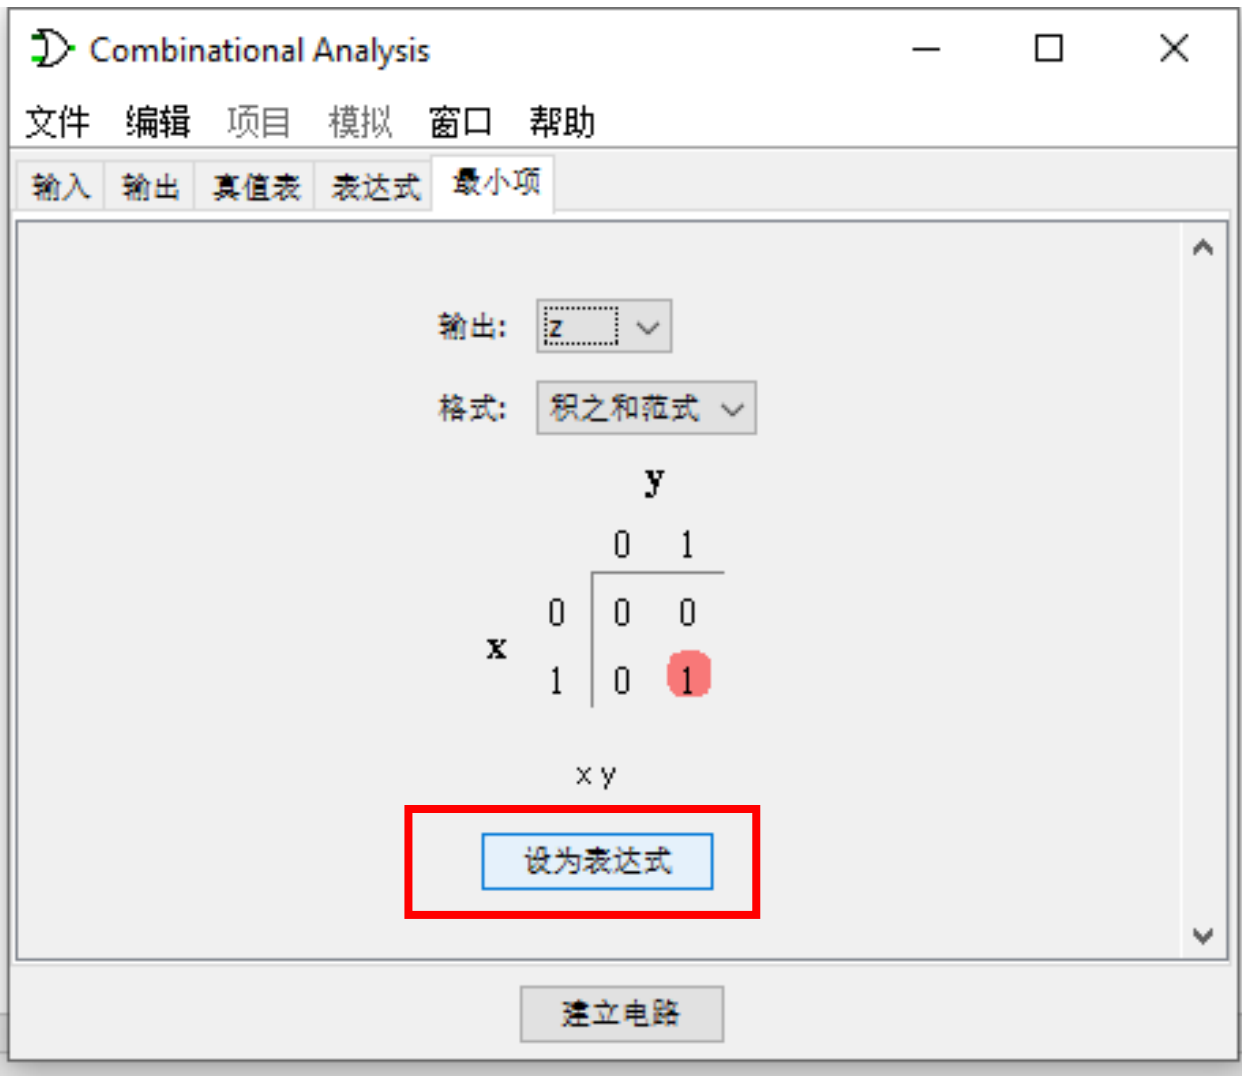 Combinational Analysis
文件 编辑 项目 模拟 窗口 帮助
输入 输出 真值表 表达式 最小项
输出: z
格式: 积之和范式
y
0 1
0 0 0
x
1 0 1
x y
设为表达式
建立电路